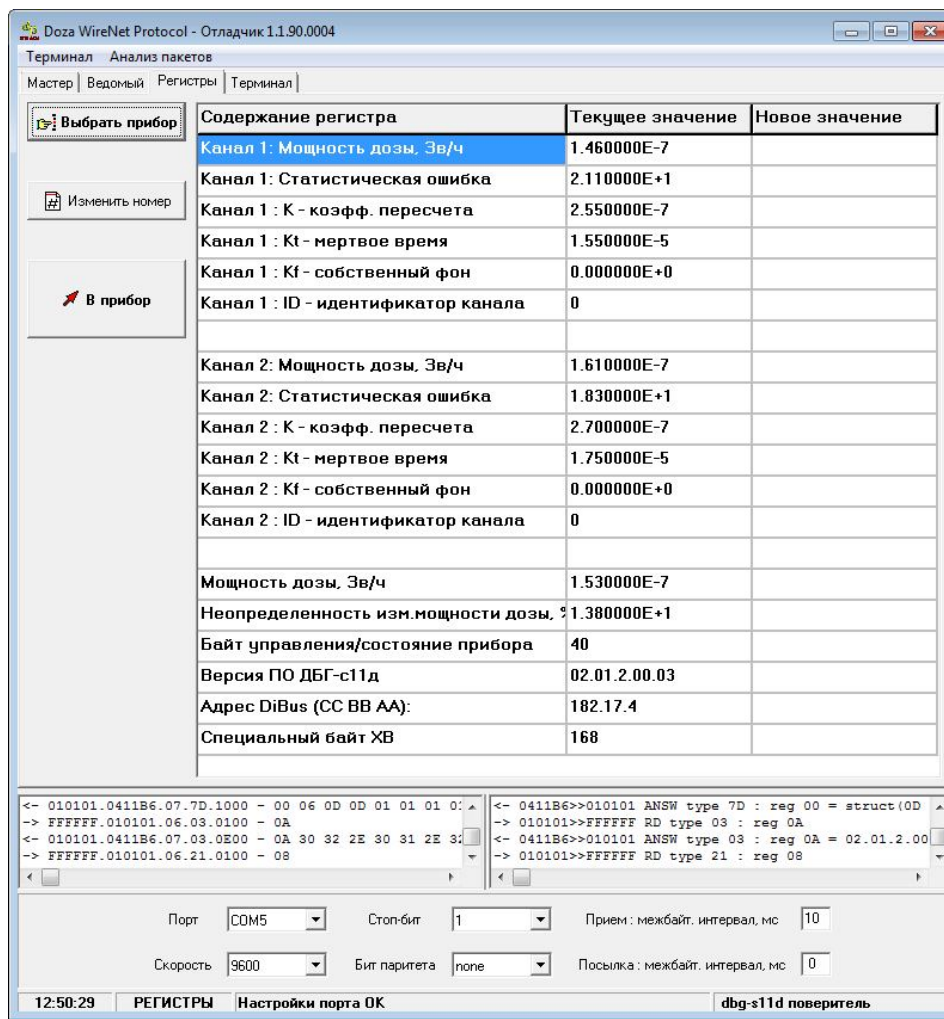 Doza WireNet Protocol - Отладчик 1.1.90.0004
Терминал Анализ пакетов
Мастер Ведомый Регистры Терминал
Выбрать прибор
Изменить номер
В прибор
Содержание регистра Текущее значение Новое значение
Канал 1: Мощность дозы, Зв/ч 1.460000E-7
Канал 1: Статистическая ошибка 2.110000E+1
Канал 1 : K - коэфф. пересчета 2.550000E-7
Канал 1 : Kt - мертвое время 1.550000E-5
Канал 1 : Kf - собственный фон 0.000000E+0
Канал 1 : ID - идентификатор канала 0
Канал 2: Мощность дозы, Зв/ч 1.610000E-7
Канал 2: Статистическая ошибка 1.830000E+1
Канал 2 : K - коэфф. пересчета 2.700000E-7
Канал 2 : Kt - мертвое время 1.750000E-5
Канал 2 : Kf - собственный фон 0.000000E+0
Канал 2 : ID - идентификатор канала 0
Мощность дозы, Зв/ч 1.530000E-7
Неопределенность изм.мощности дозы, % 1.380000E+1
Байт управления/состояние прибора 40
Версия ПО ДБГ-с11д 02.01.2.00.03
Адрес DiBus (CC BB AA): 182.17.4
Специальный байт XB 168
<- 010101.0411B6.07.7D.1000 - 00 06 0D 0D 01 01 01
-> FFFFFF.010101.06.03.0100 - 0A
<- 010101.0411B6.07.03.0E00 - 0A 30 32 2E 30 31 2E
-> FFFFFF.010101.06.21.0100 - 08
<- 0411B6>>010101 ANSW type 7D : reg 00 = struct(0D
-> 010101>>FFFFFF RD type 03 : reg 0A
<- 0411B6>>010101 ANSW type 03 : reg 0A = 02.01.2.00
-> 010101>>FFFFFF RD type 21 : reg 08
Порт COM5 Стоп-бит 1 Прием : межбайт. интервал, мс 10
Скорость 9600 Бит паритета none Посылка : межбайт. интервал, мс 0
12:50:29 РЕГИСТРЫ Настройки порта OK dbg-s11d поверитель